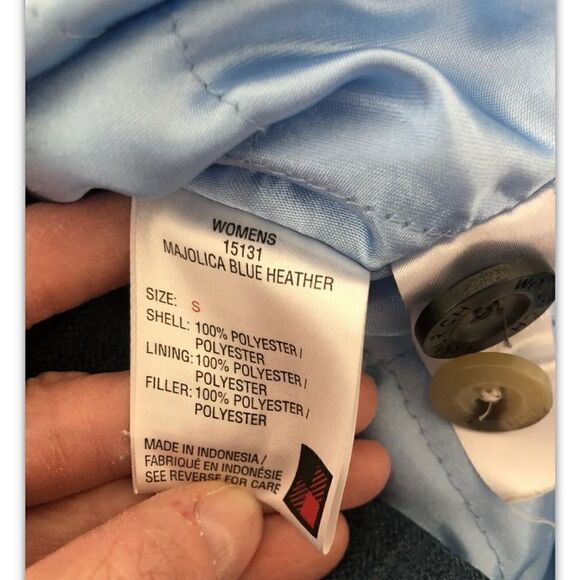 WOMENS
15131
MAJOLICA BLUE HEATHER
SIZE: S
SHELL: 100% POLYESTER /
POLYESTER
LINING: 100% POLYESTER /
POLYESTER
FILLER: 100% POLYESTER /
POLYESTER
MADE IN INDONESIA /
FABRIQUÉ EN INDONÉSIE
SEE REVERSE FOR CARE